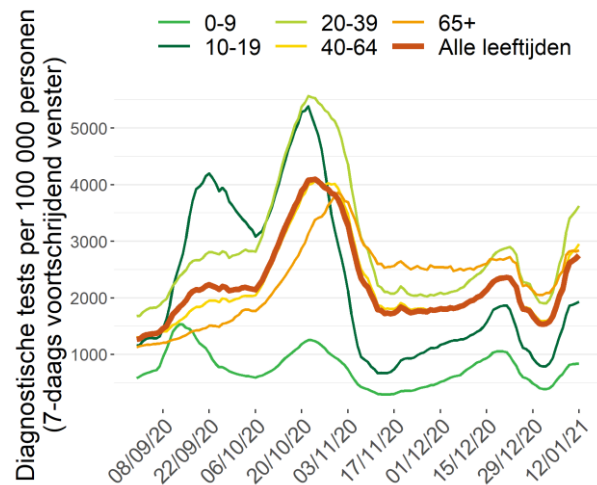 0-9 20-39 65+
10-19 40-64 Alle leeftijden
Diagnostische tests per 100 000 personen
(7-daags voortschrijdend venster)
5000
4000
3000
2000
1000
08/09/20 22/09/20 06/10/20 20/10/20 03/11/20 17/11/20 01/12/20 15/12/20 29/12/20 12/01/21